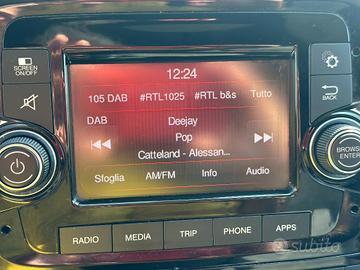 SCREEN
ON/OFF
12:24
105 DAB #RTL1025 #RTL b&s Tutto
DAB Deejay
Pop
Catteland - Alessan...
Sfoglia AM/FM Info Audio
BACK
BROWSE
ENTER
RADIO MEDIA TRIP PHONE APPS
subito